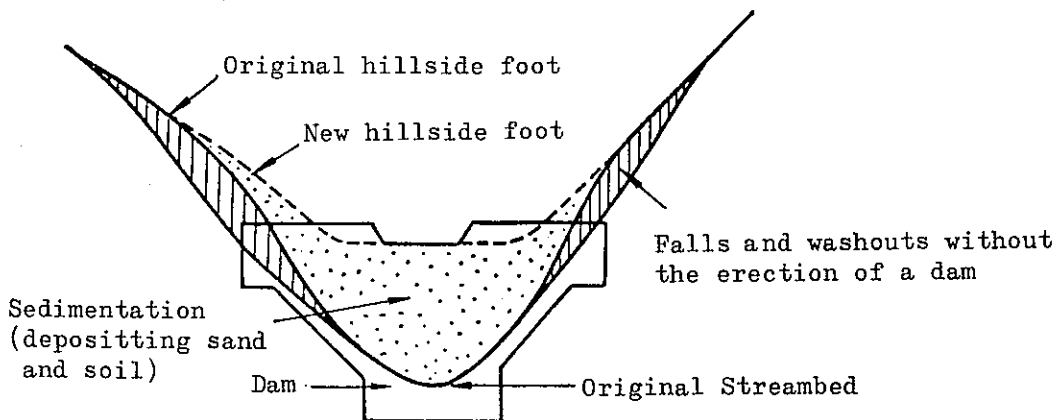 Original hillside foot
New hillside foot
Falls and washouts without
the erection of a dam
Sedimentation
(depositting sand
and soil)
Dam
Original Streambed